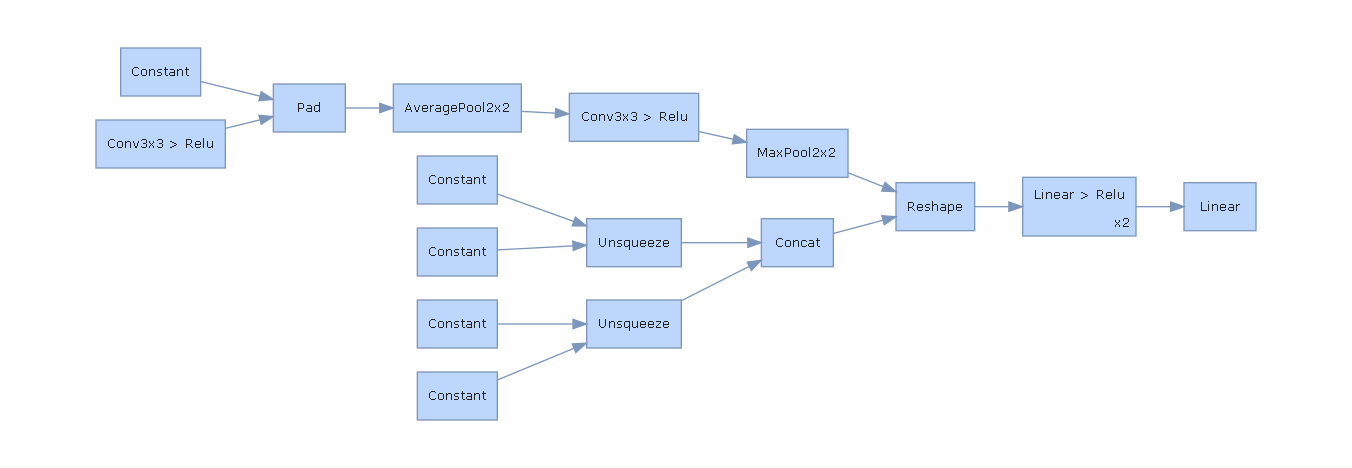 Constant
Conv3x3 > Relu
Pad
AveragePool2x2
Conv3x3 > Relu
MaxPool2x2
Constant
Constant
Constant
Constant
Unsqueeze
Unsqueeze
Concat
Reshape
Linear > Relu
x2
Linear